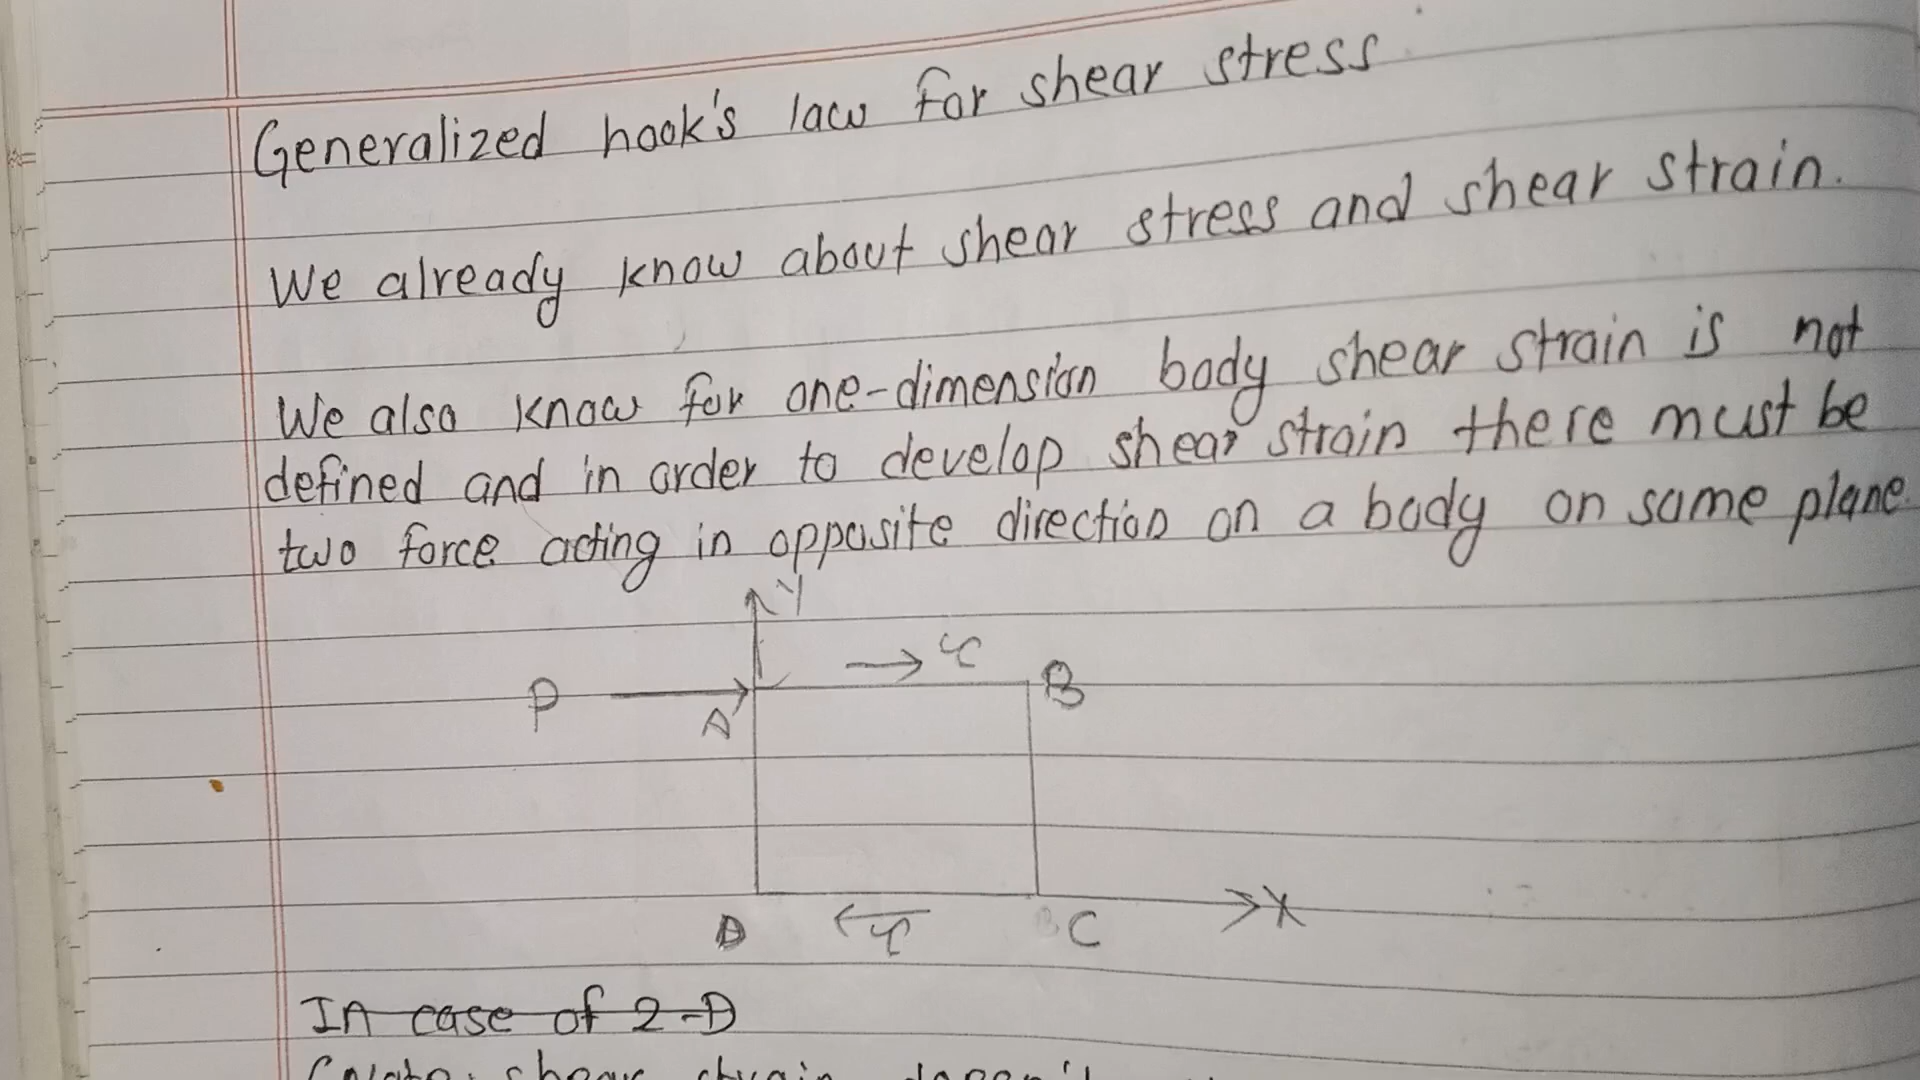 Generalized hook's law for shear stress
We already know about shear stress and shear strain.
We also know for one-dimension body shear strain is not
defined and in order to develop shear strain there must be
two force acting in opposite direction on a body on same plane.
Y
P
A
B
D
C
X
In case of 2-D
shear strain